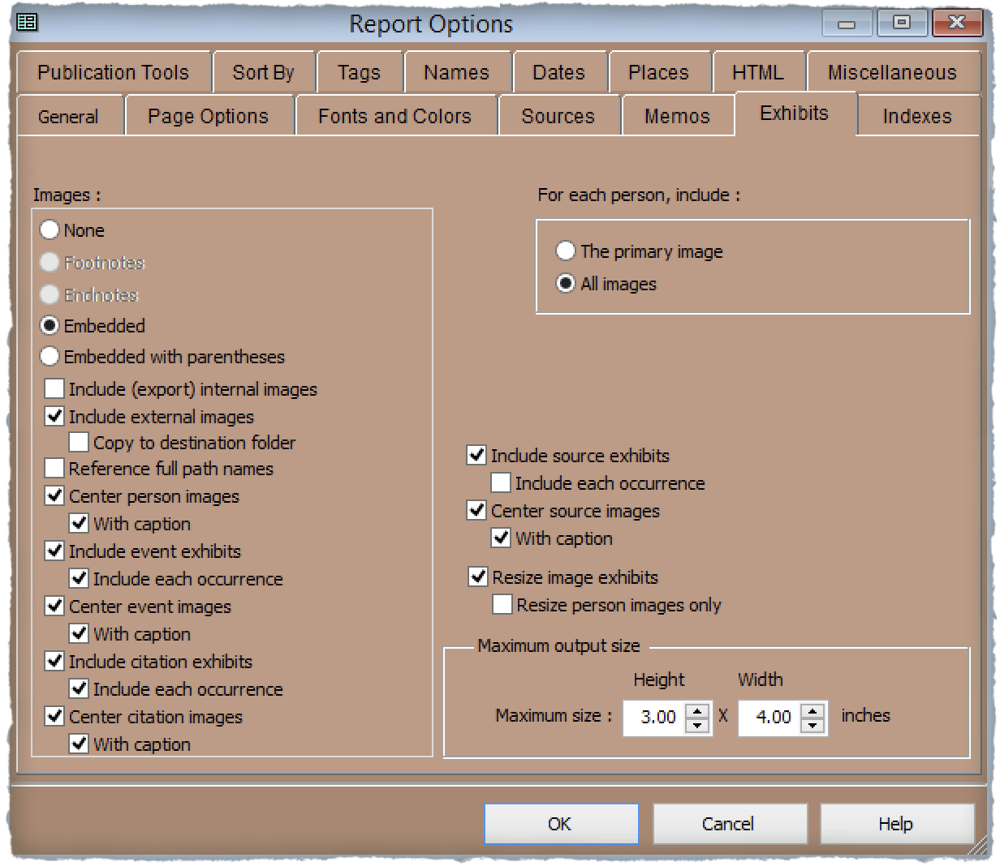 Report Options
Publication Tools
Sort By
Tags
Names
Dates
Places
HTML
Miscellaneous
General
Page Options
Fonts and Colors
Sources
Memos
Exhibits
Indexes
Images :
None
Footnotes
Endnotes
Embedded
Embedded with parentheses
Include (export) internal images
Include external images
Copy to destination folder
Reference full path names
Center person images
With caption
Include event exhibits
Include each occurrence
Center event images
With caption
Include citation exhibits
Include each occurrence
Center citation images
With caption
For each person, include :
The primary image
All images
Include source exhibits
Include each occurrence
Center source images
With caption
Resize image exhibits
Resize person images only
Maximum output size
Height Width
Maximum size : 3.00 X 4.00 inches
OK
Cancel
Help